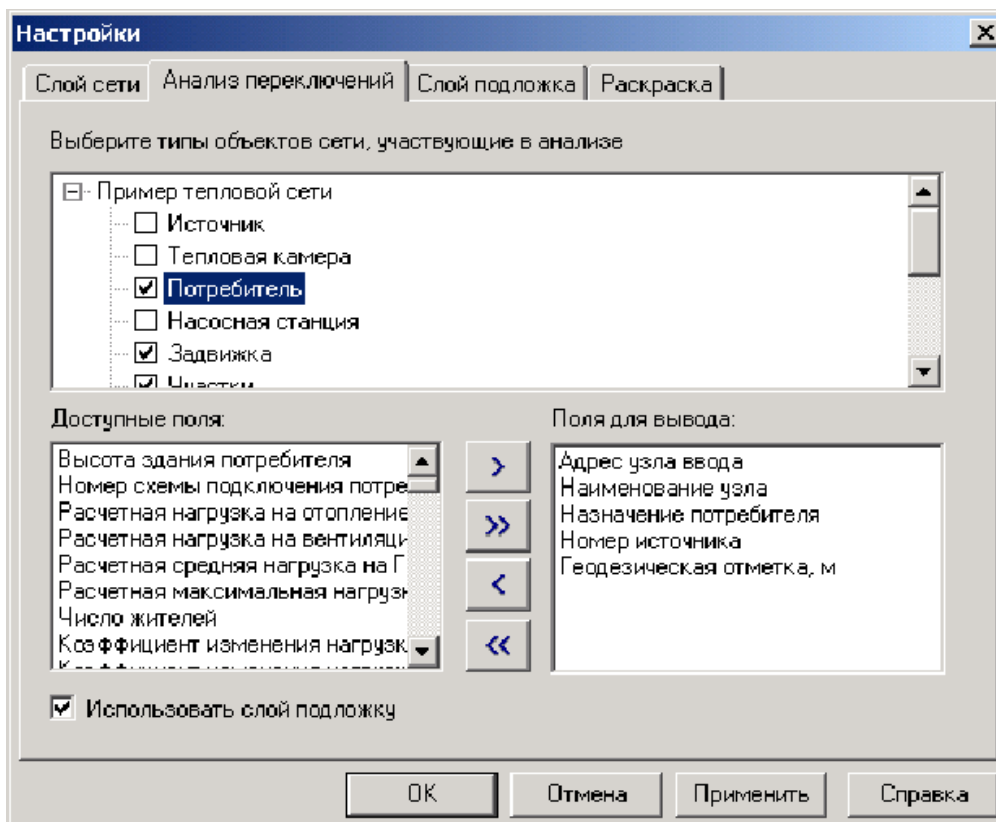 Настройки
Слой сети Анализ переключений Слой подложка Раскраска
Выберите типы объектов сети, участвующие в анализе
Пример тепловой сети
Источник
Тепловая камера
Потребитель
Насосная станция
Задвижка
Участки
Доступные поля:
Высота здания потребителя
Номер схемы подключения потре
Расчетная нагрузка на отопление
Расчетная нагрузка на вентиляци
Расчетная средняя нагрузка на Г
Расчетная максимальная нагрузк
Число жителей
Коэффициент изменения нагрузк
>
>>
<
<<
Поля для вывода:
Адрес узла ввода
Наименование узла
Назначение потребителя
Номер источника
Геодезическая отметка, м
Использовать слой подложку
OK Отмена Применить Справка